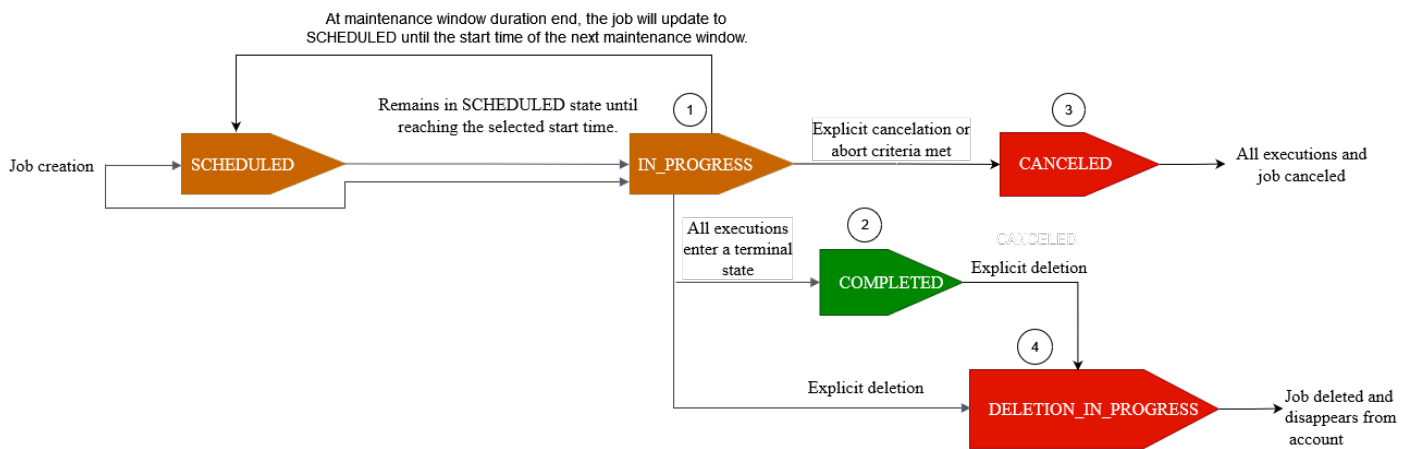 At maintenance window duration end, the job will update to
SCHEDULED until the start time of the next maintenance window.
Remains in SCHEDULED state until
reaching the selected start time.
1
3
Job creation
SCHEDULED
IN_PROGRESS
Explicit cancelation or
abort criteria met
CANCELED
All executions and
job canceled
All executions
enter a terminal
state
2
CANCELED
COMPLETED
Explicit deletion
4
Explicit deletion
DELETION_IN_PROGRESS
Job deleted and
disappears from
account